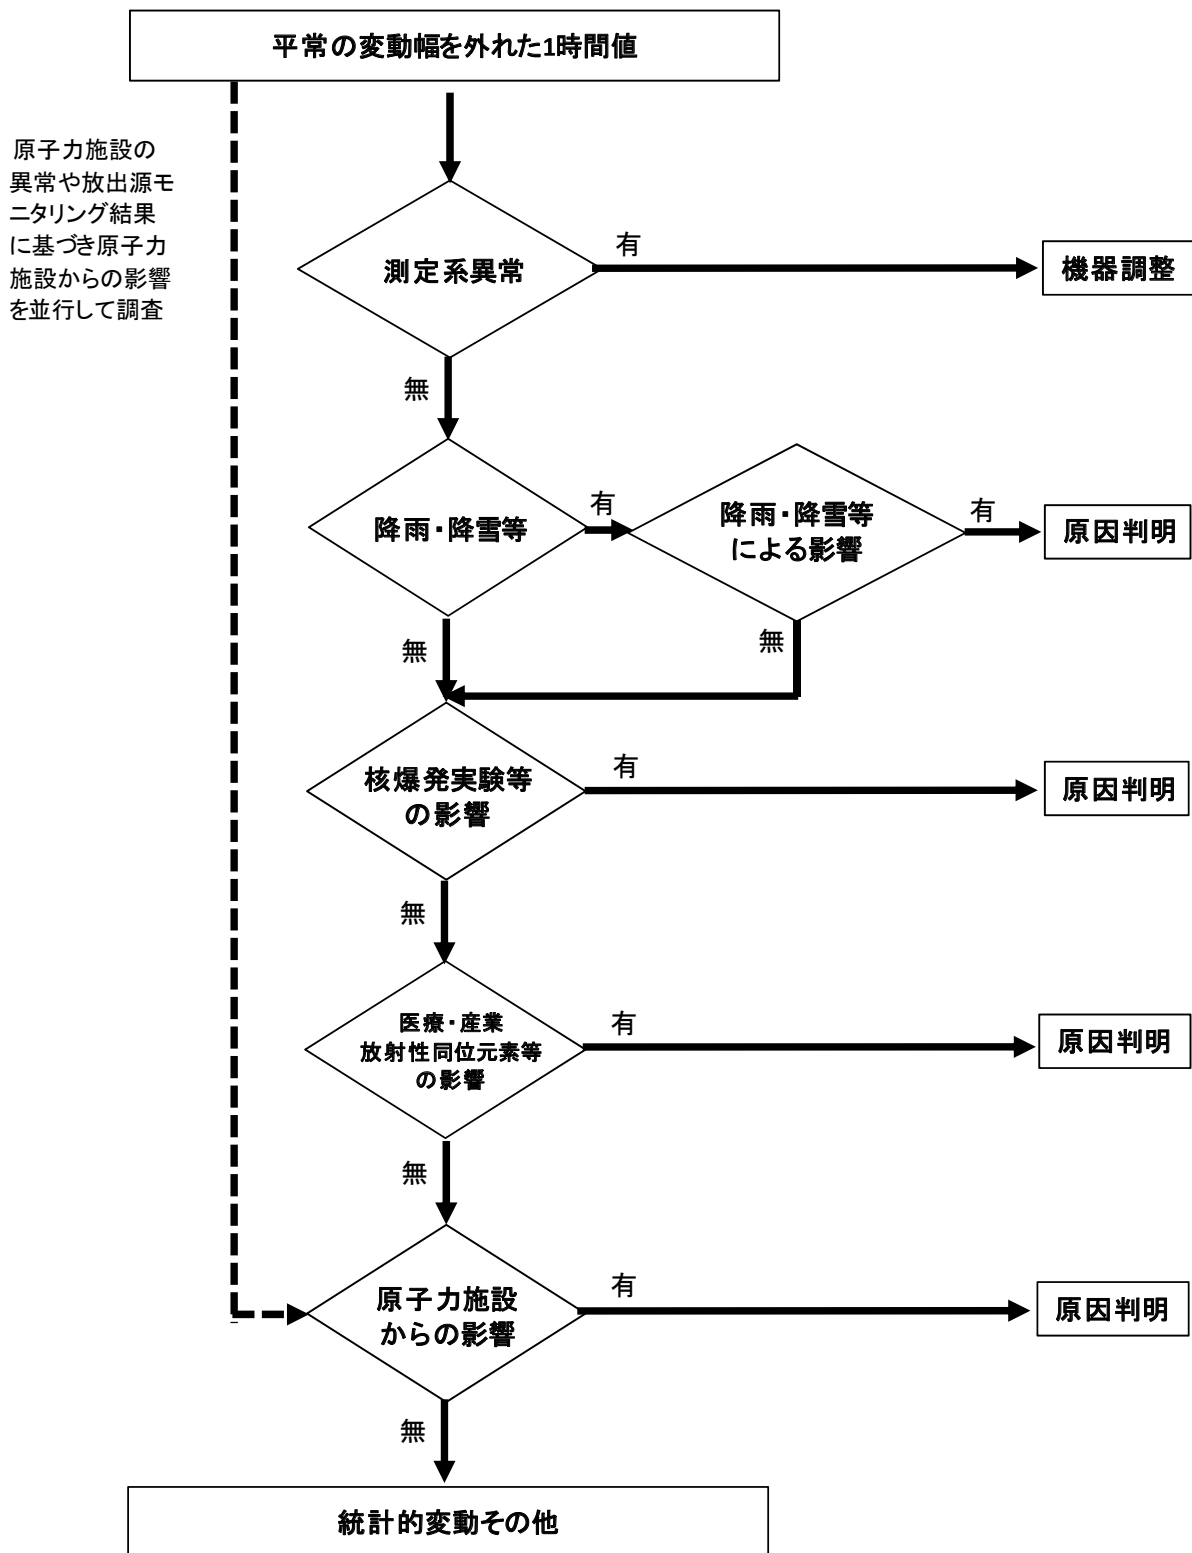 平常の変動幅を外れた1時間値
原子力施設の
異常や放出源モ
ニタリング結果
に基づき原子力
施設からの影響
を並行して調査
測定系異常
有
機器調整
無
降雨・降雪等
有
降雨・降雪等
による影響
有
原因判明
無
無
核爆発実験等
の影響
有
原因判明
無
医療・産業
放射性同位元素等
の影響
有
原因判明
無
原子力施設
からの影響
有
原因判明
無
統計的変動その他